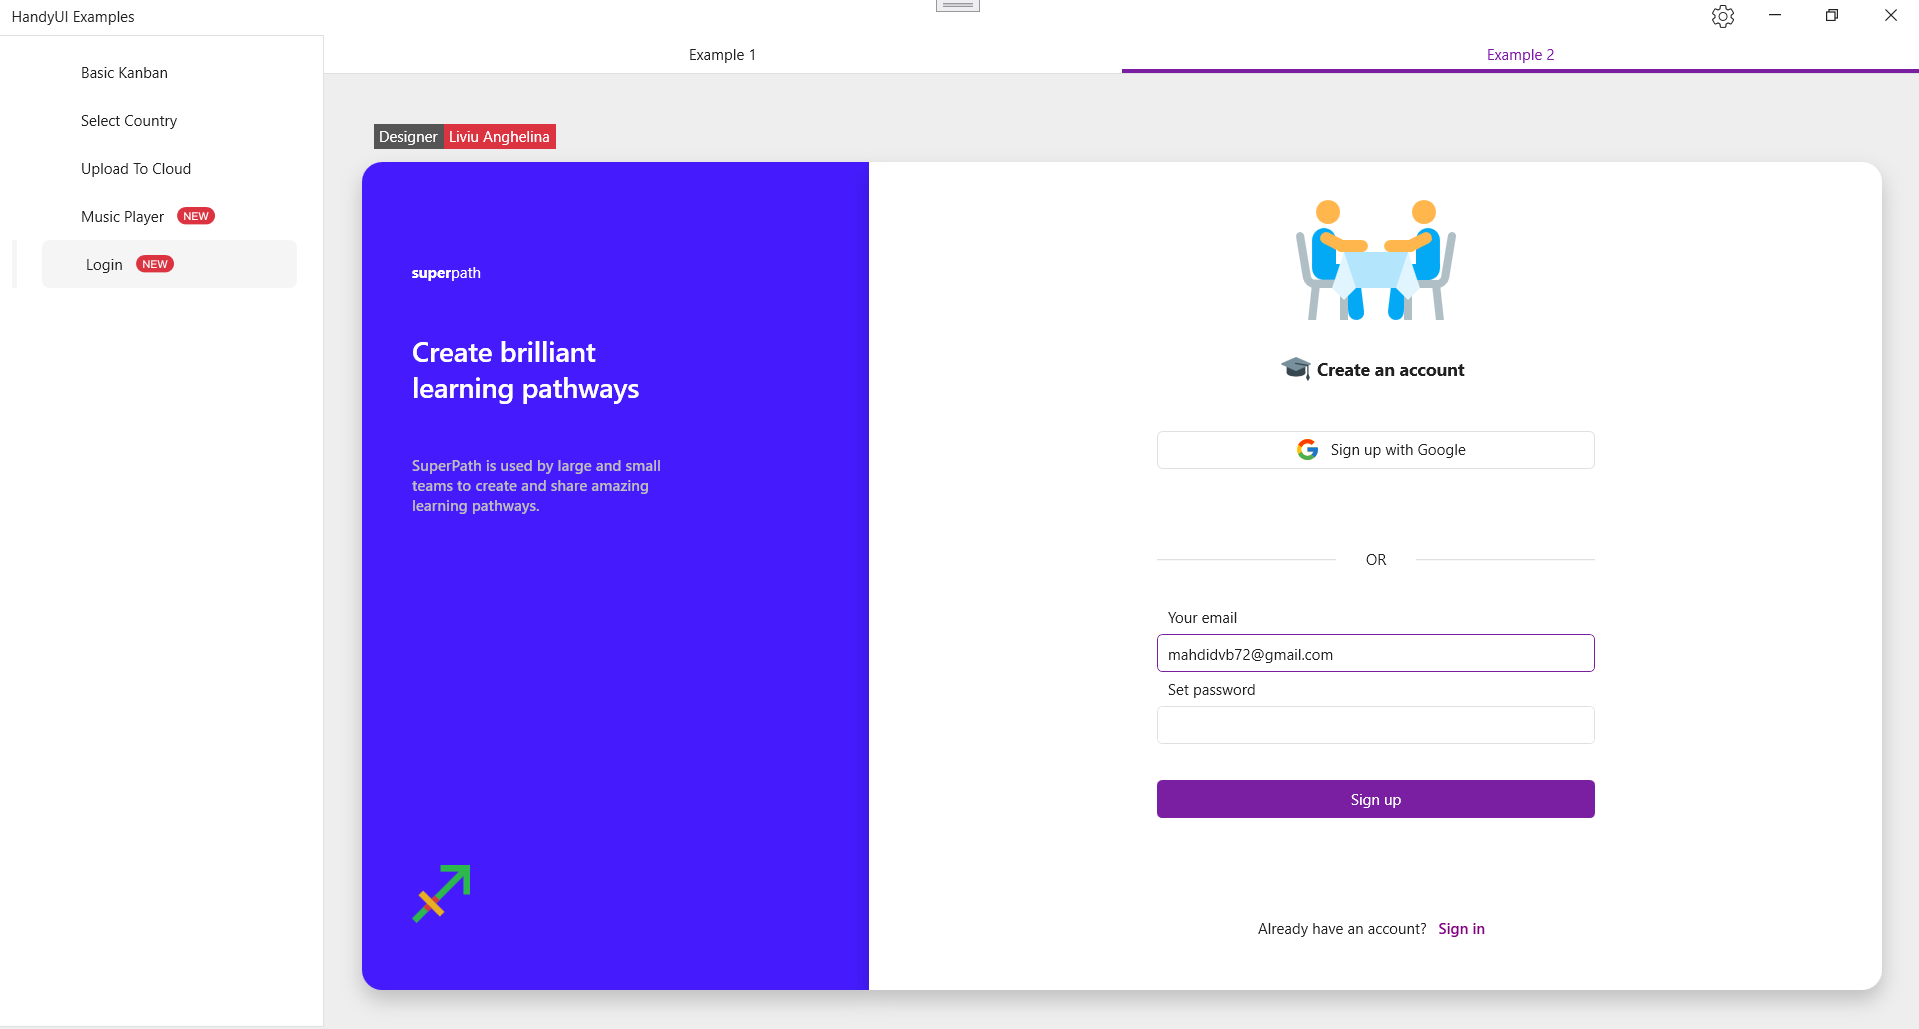 HandyUI Examples
Basic Kanban
Select Country
Upload To Cloud
Music Player NEW
Login NEW
Example 1
Example 2
Designer Liviu Anghelina
superpath
Create brilliant
learning pathways
SuperPath is used by large and small
teams to create and share amazing
learning pathways.
Create an account
Sign up with Google
OR
Your email
mahdidvb72@gmail.com
Set password
Sign up
Already have an account? Sign in